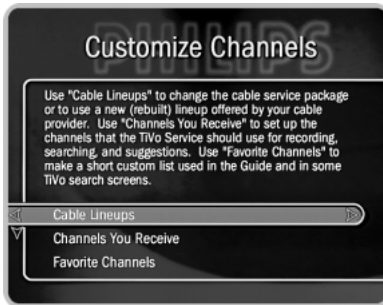 PHILIPS
Customize Channels
Use "Cable Lineups" to change the cable service package
or to use a new (rebuilt) lineup offered by your cable
provider. Use "Channels You Receive" to set up the
channels that the TiVo Service should use for recording,
searching, and suggestions. Use "Favorite Channels" to
make a short custom list used in the Guide and in some
TiVo search screens.
Cable Lineups
Channels You Receive
Favorite Channels